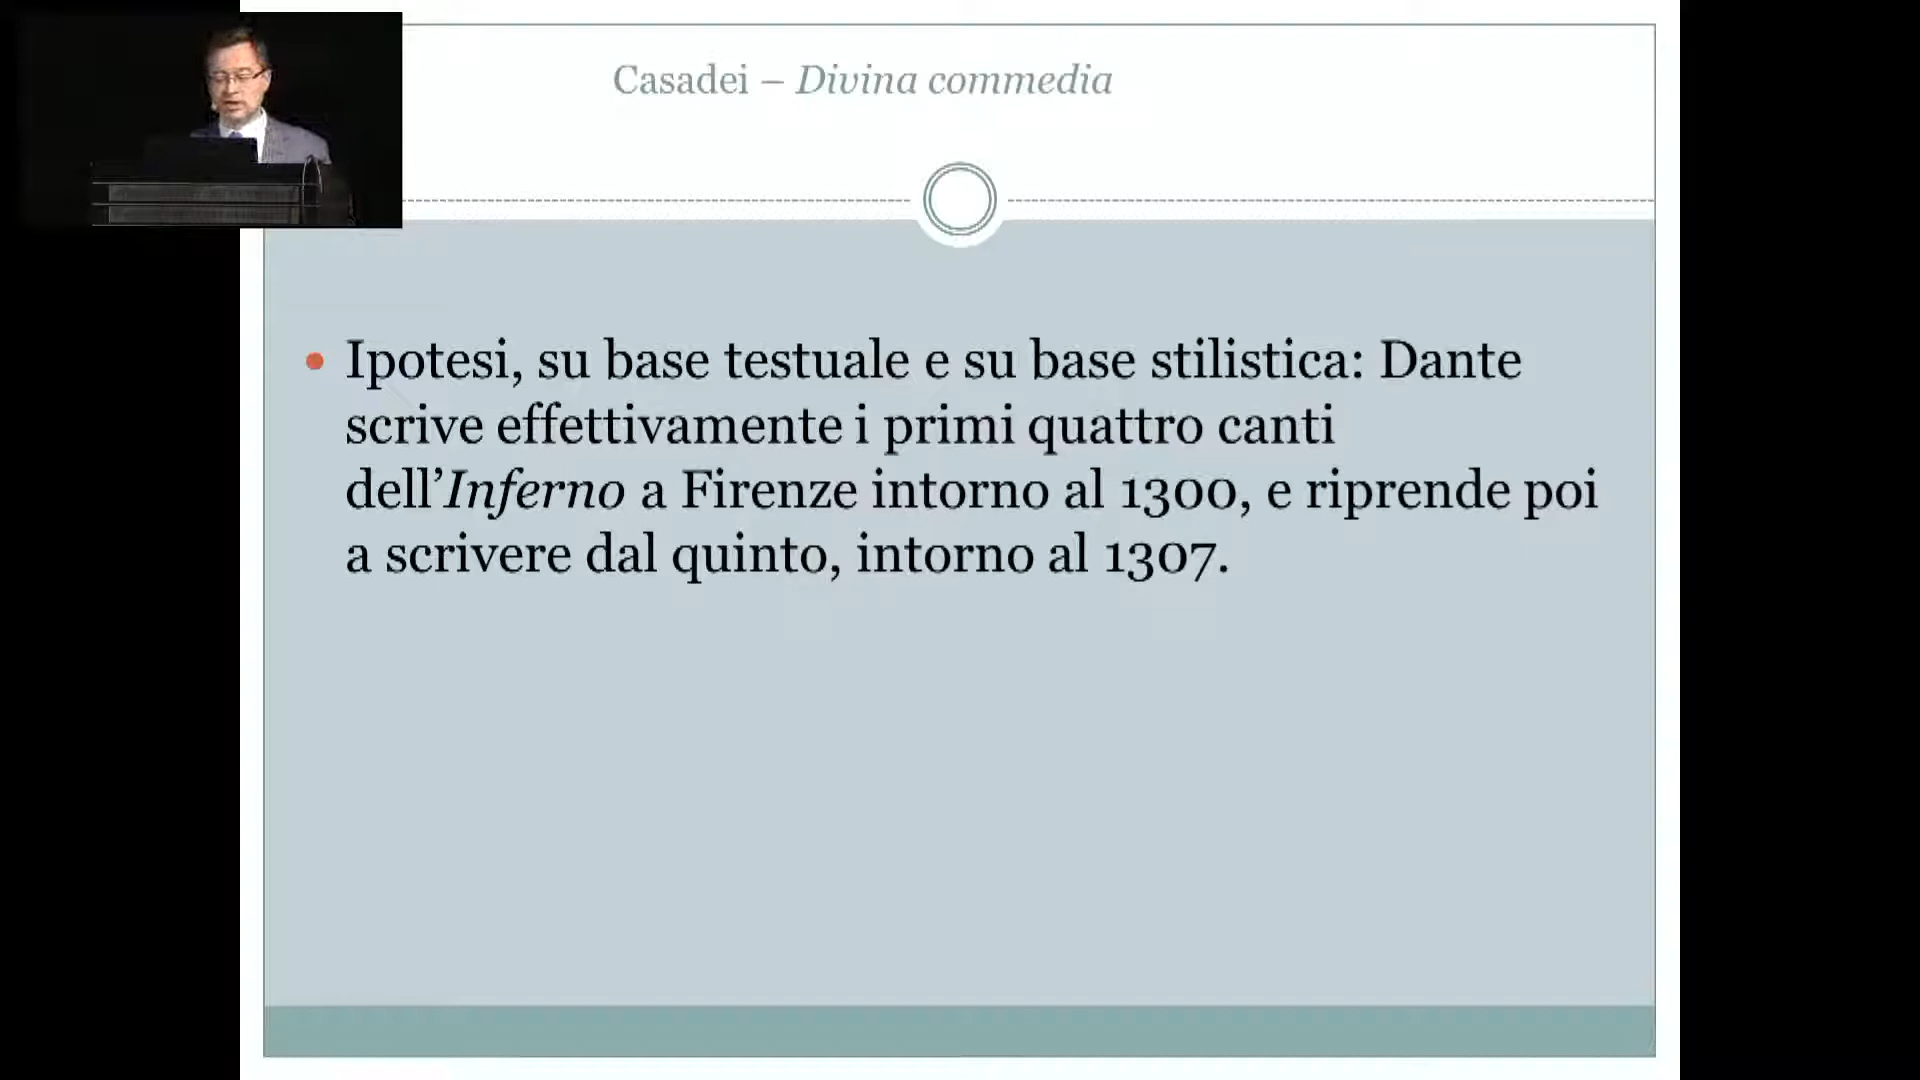 Casadei – Divina commedia
• Ipotesi, su base testuale e su base stilistica: Dante
scrive effettivamente i primi quattro canti
dell’Inferno a Firenze intorno al 1300, e riprende poi
a scrivere dal quinto, intorno al 1307.